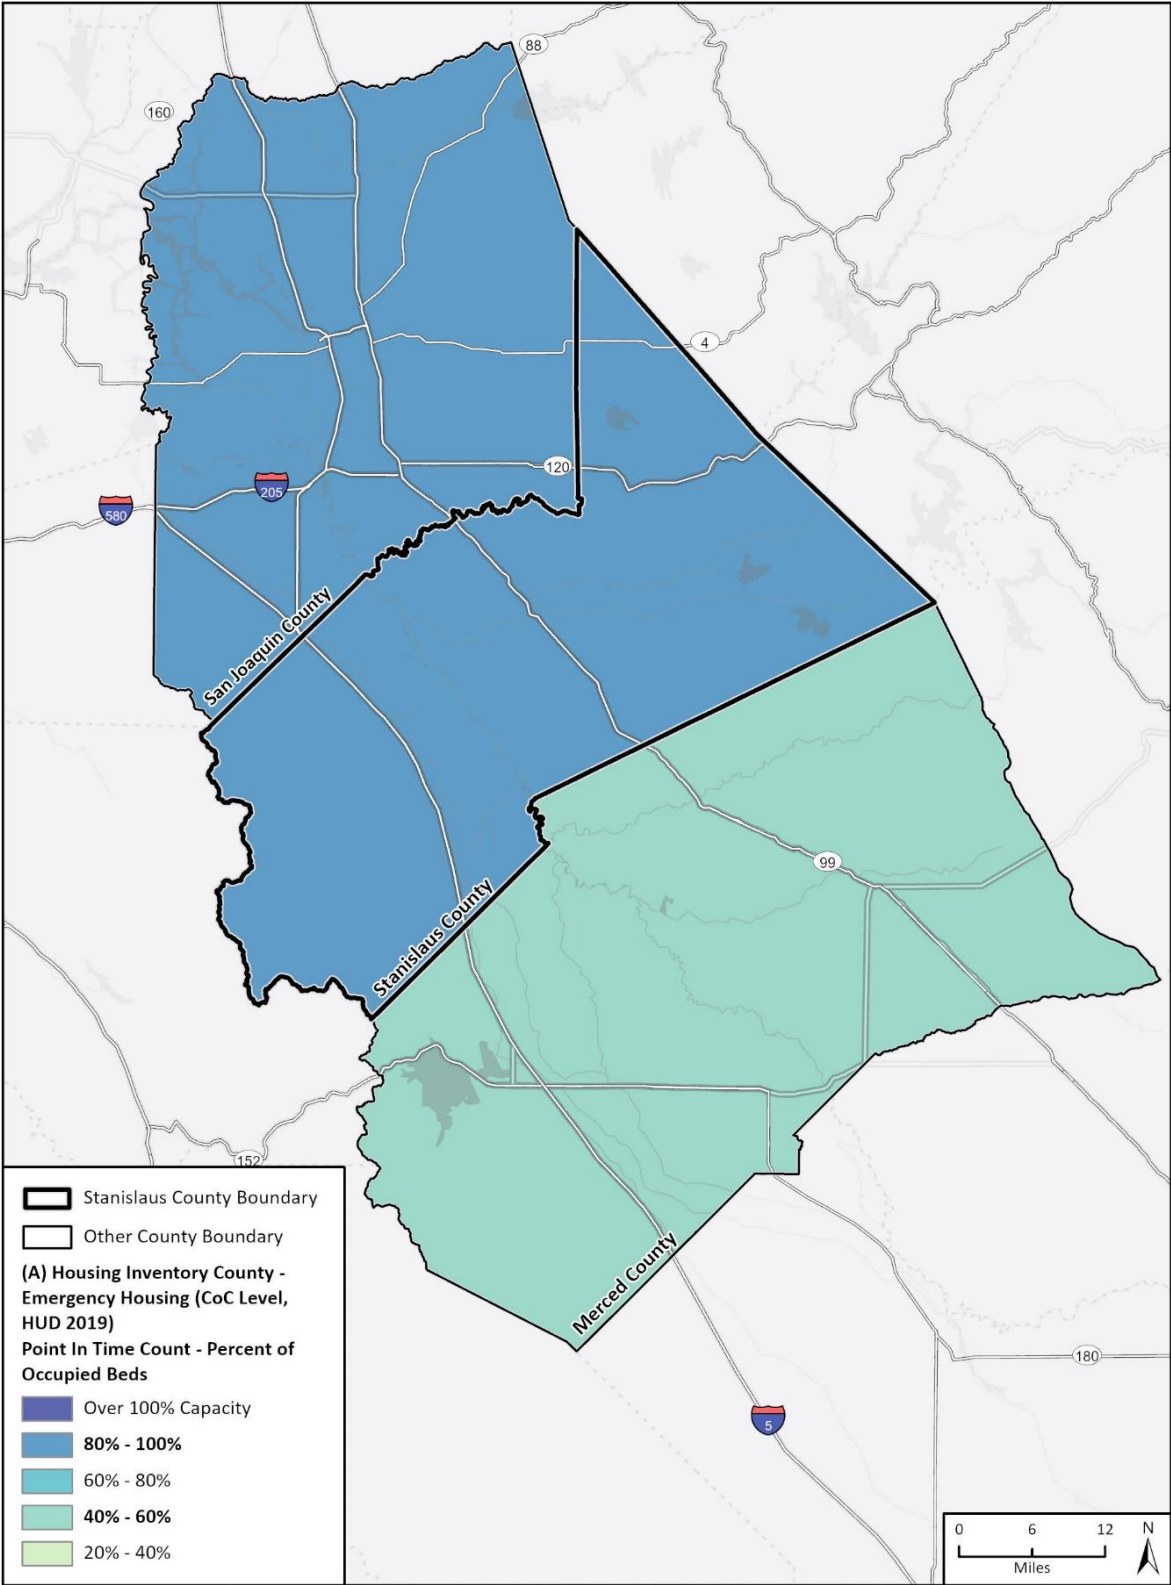 88
160
4
120
205
580
San Joaquin County
99
Stanislaus County
152
Merced County
180
5
Stanislaus County Boundary
Other County Boundary
(A) Housing Inventory County -
Emergency Housing (CoC Level,
HUD 2019)
Point In Time Count - Percent of
Occupied Beds
Over 100% Capacity
80% - 100%
60% - 80%
40% - 60%
20% - 40%
0 6 12 N
Miles